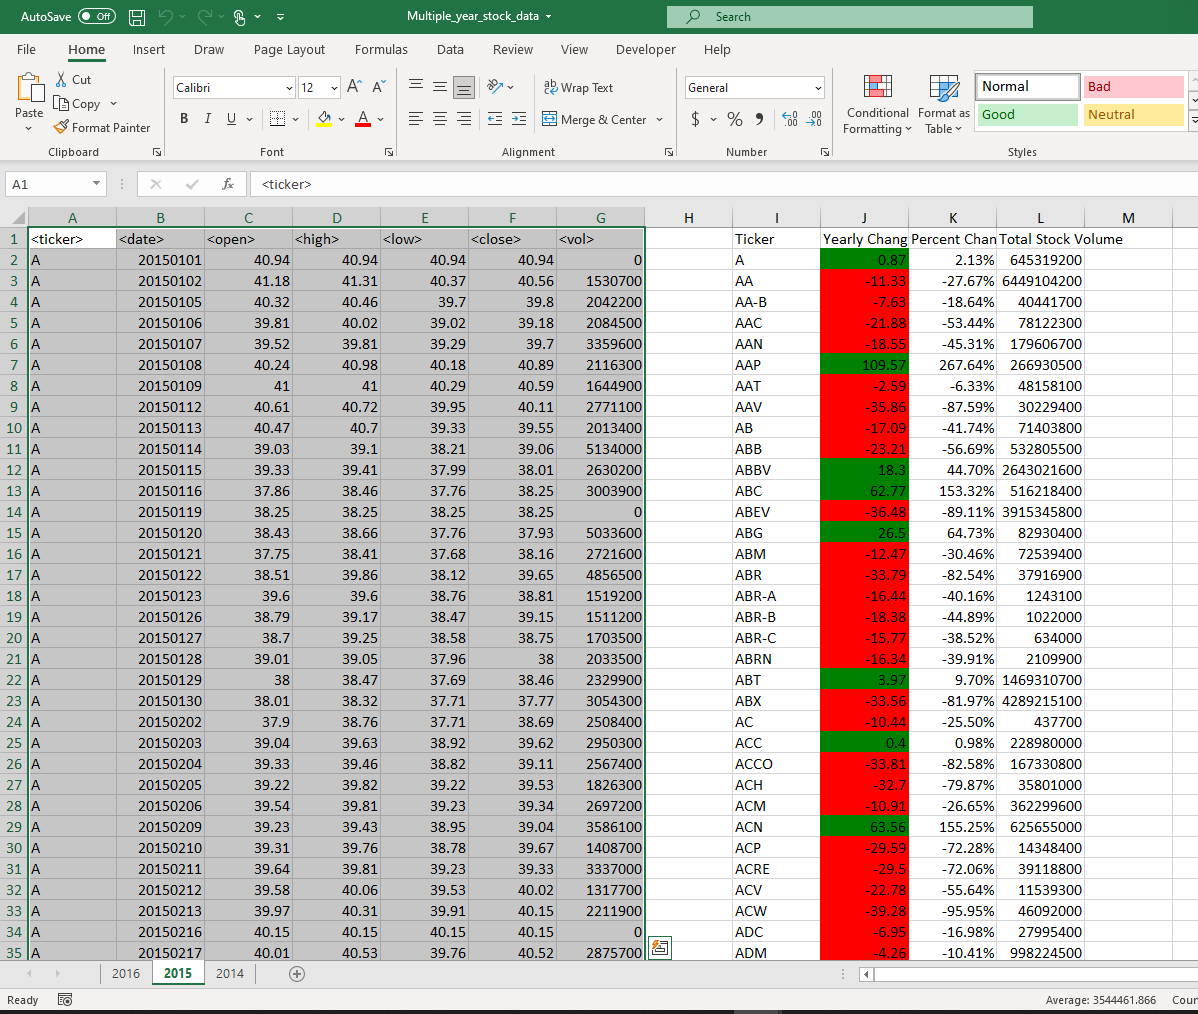 AutoSave Off Multiple_year_stock_data Search
File Home Insert Draw Page Layout Formulas Data Review View Developer Help
Paste Cut Copy Format Painter Clipboard
Calibri 12 A A B I U A Font
Wrap Text Merge & Center Alignment
General $ % 9 .00 .00 Number
Conditional Formatting Format as Table Normal Bad Good Neutral Styles
A1 fx <ticker>
A B C D E F G H I J K L M
1 <ticker> <date> <open> <high> <low> <close> <vol> Ticker Yearly Chang Percent Chan Total Stock Volume
2 A 20150101 40.94 40.94 40.94 40.94 0 A 0.87 2.13% 645319200
3 A 20150102 41.18 41.31 40.37 40.56 1530700 AA -11.33 -27.67% 6449104200
4 A 20150105 40.32 40.46 39.7 39.8 2042200 AA-B -7.63 -18.64% 40441700
5 A 20150106 39.81 40.02 39.02 39.18 2084500 AAC -21.88 -53.44% 78122300
6 A 20150107 39.52 39.81 39.29 39.7 3359600 AAN -18.55 -45.31% 179606700
7 A 20150108 40.24 40.98 40.18 40.89 2116300 AAP 109.57 267.64% 266930500
8 A 20150109 41 41 40.29 40.59 1644900 AAT -2.59 -6.33% 48158100
9 A 20150112 40.61 40.72 39.95 40.11 2771100 AAV -35.86 -87.59% 30229400
10 A 20150113 40.47 40.7 39.33 39.55 2013400 AB -17.09 -41.74% 71403800
11 A 20150114 39.03 39.1 38.21 39.06 5134000 ABB -23.21 -56.69% 532805500
12 A 20150115 39.33 39.41 37.99 38.01 2630200 ABBV 18.3 44.70% 2643021600
13 A 20150116 37.86 38.46 37.76 38.25 3003900 ABC 62.77 153.32% 516218400
14 A 20150119 38.25 38.25 38.25 38.25 0 ABEV -36.48 -89.11% 3915345800
15 A 20150120 38.43 38.66 37.76 37.93 5033600 ABG 26.5 64.73% 82930400
16 A 20150121 37.75 38.41 37.68 38.16 2721600 ABM -12.47 -30.46% 72539400
17 A 20150122 38.51 39.86 38.12 39.65 4856500 ABR -33.79 -82.54% 37916900
18 A 20150123 39.6 39.6 38.76 38.81 1519200 ABR-A -16.44 -40.16% 1243100
19 A 20150126 38.79 39.17 38.47 39.15 1511200 ABR-B -18.38 -44.89% 1022000
20 A 20150127 38.7 39.25 38.58 38.75 1703500 ABR-C -15.77 -38.52% 634000
21 A 20150128 39.01 39.05 37.96 38 2033500 ABRN -16.34 -39.91% 2109900
22 A 20150129 38 38.47 37.69 38.46 2329900 ABT 3.97 9.70% 1469310700
23 A 20150130 38.01 38.32 37.71 37.77 3054300 ABX -33.56 -81.97% 4289215100
24 A 20150202 37.9 38.76 37.71 38.69 2508400 AC -10.44 -25.50% 437700
25 A 20150203 39.04 39.63 38.92 39.62 2950300 ACC 0.4 0.98% 228980000
26 A 20150204 39.33 39.46 38.82 39.11 2567400 ACCO -33.81 -82.58% 167330800
27 A 20150205 39.22 39.82 39.22 39.53 1826300 ACH -32.7 -79.87% 35801000
28 A 20150206 39.54 39.81 39.23 39.34 2697200 ACM -10.91 -26.65% 362299600
29 A 20150209 39.23 39.43 38.95 39.04 3586100 ACN 63.56 155.25% 625655000
30 A 20150210 39.31 39.76 38.78 39.67 1408700 ACP -29.59 -72.28% 14348400
31 A 20150211 39.64 39.81 39.23 39.33 3337000 ACRE -29.5 -72.06% 39118800
32 A 20150212 39.58 40.06 39.53 40.02 1317700 ACV -22.78 -55.64% 11539300
33 A 20150213 39.97 40.31 39.91 40.15 2211900 ACW -39.28 -95.95% 46092000
34 A 20150216 40.15 40.15 40.15 40.15 0 ADC -6.95 -16.98% 27995400
35 A 20150217 40.01 40.53 39.76 40.52 2875700 ADM -4.26 -10.41% 998224500
2016 2015 2014
Ready Average: 3544461.866 Coun